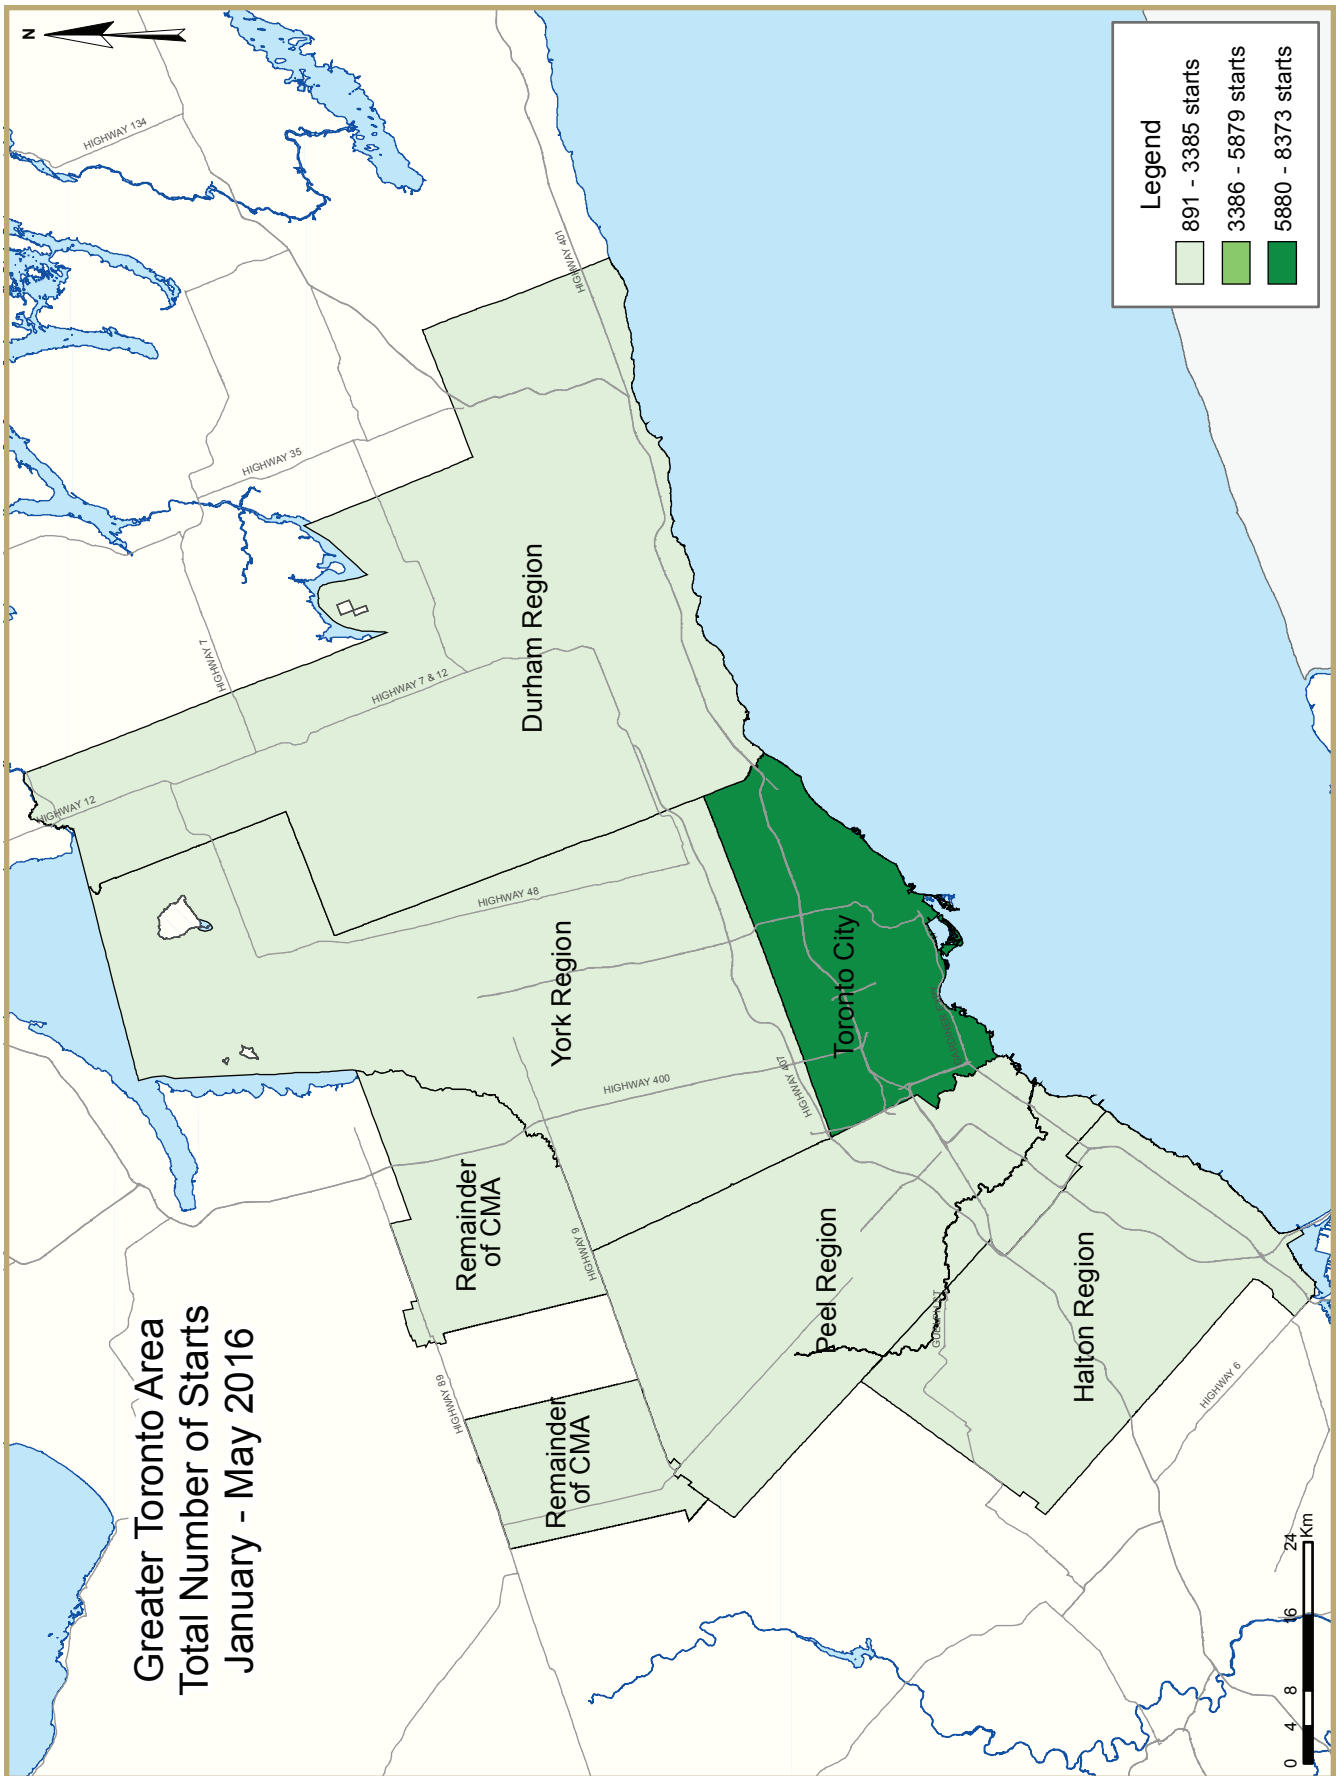 Greater Toronto Area
Total Number of Starts
January - May 2016
N
HIGHWAY 134
HIGHWAY 401
HIGHWAY 35
HIGHWAY 7
HIGHWAY 7 & 12
HIGHWAY 12
HIGHWAY 48
HIGHWAY 400
HIGHWAY 407
HIGHWAY 9
HIGHWAY 89
HIGHWAY 6
Durham Region
York Region
Toronto City
Remainder
of CMA
Remainder
of CMA
Peel Region
Halton Region
Legend
891 - 3385 starts
3386 - 5879 starts
5880 - 8373 starts
0 4 8 16 24
Km